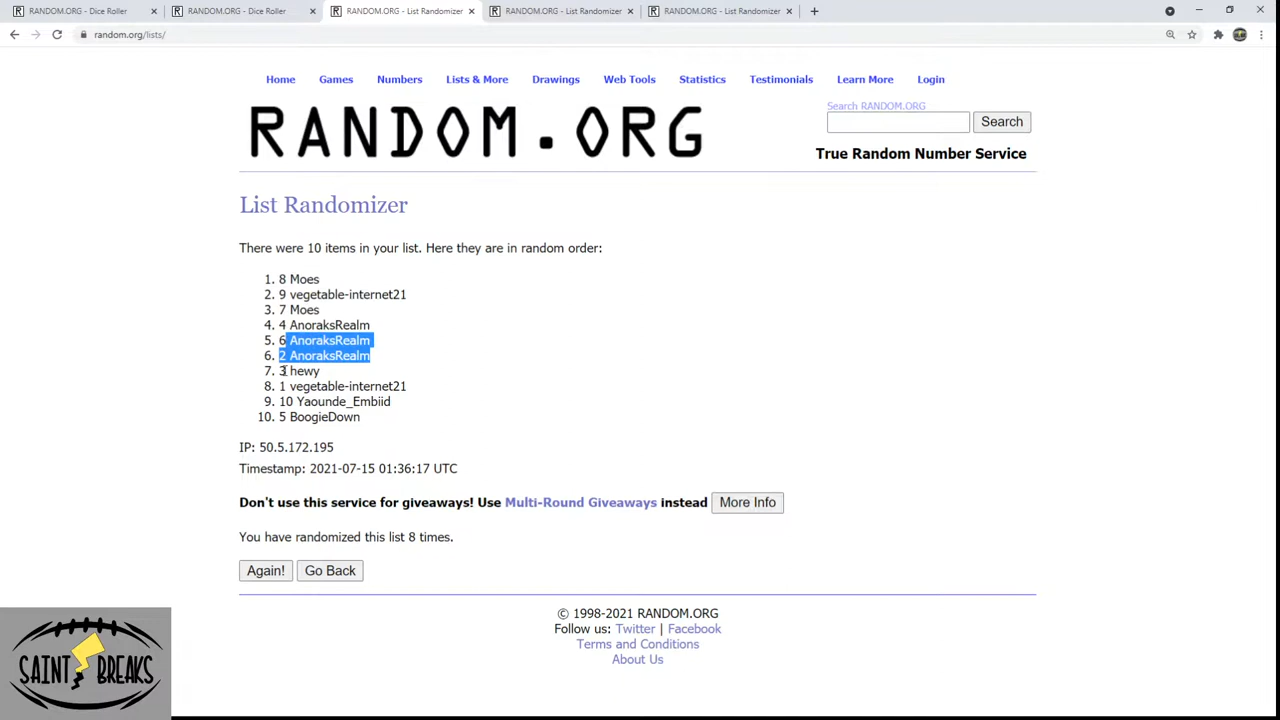 RANDOM.ORG - Dice Roller
RANDOM.ORG - Dice Roller
RANDOM.ORG - List Randomizer
RANDOM.ORG - List Randomizer
RANDOM.ORG - List Randomizer
random.org/lists/
Home Games Numbers Lists & More Drawings Web Tools Statistics Testimonials Learn More Login
RANDOM.ORG
Search RANDOM.ORG
Search
True Random Number Service
List Randomizer
There were 10 items in your list. Here they are in random order:
1. 8 Moes
2. 9 vegetable-internet21
3. 7 Moes
4. 4 AnoraksRealm
5. 6 AnoraksRealm
6. 2 AnoraksRealm
7. 3 hewy
8. 1 vegetable-internet21
9. 10 Yaounde_Embiid
10. 5 BoogieDown
IP: 50.5.172.195
Timestamp: 2021-07-15 01:36:17 UTC
Don't use this service for giveaways! Use Multi-Round Giveaways instead More Info
You have randomized this list 8 times.
Again! Go Back
© 1998-2021 RANDOM.ORG
Follow us: Twitter | Facebook
Terms and Conditions
About Us
SAINT BREAKS